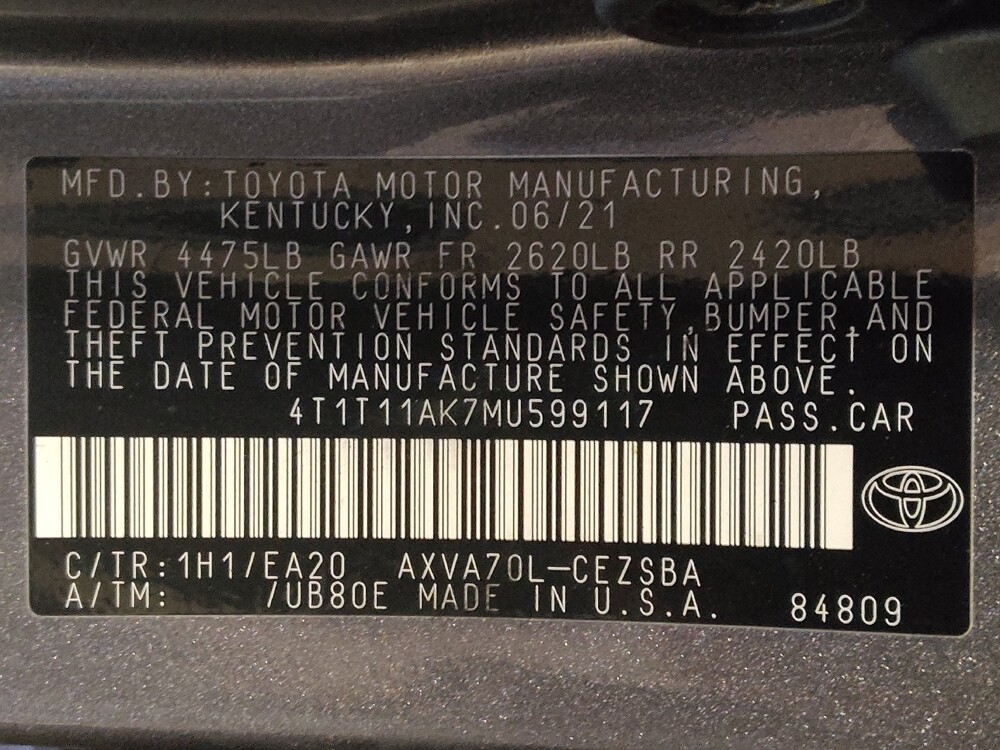 MFD.BY:TOYOTA MOTOR MANUFACTURING,
KENTUCKY,INC.06/21
GVWR 4475LB GAWR FR 2620LB RR 2420LB
THIS VEHICLE CONFORMS TO ALL APPLICABLE
FEDERAL MOTOR VEHICLE SAFETY,BUMPER,AND
THEFT PREVENTION STANDARDS IN EFFECT ON
THE DATE OF MANUFACTURE SHOWN ABOVE.
4T1T11AK7MU599117 PASS.CAR
C/TR:1H1/EA20 AXVA70L-CEZSBA
A/TM: /UB80E MADE IN U.S.A. 84809